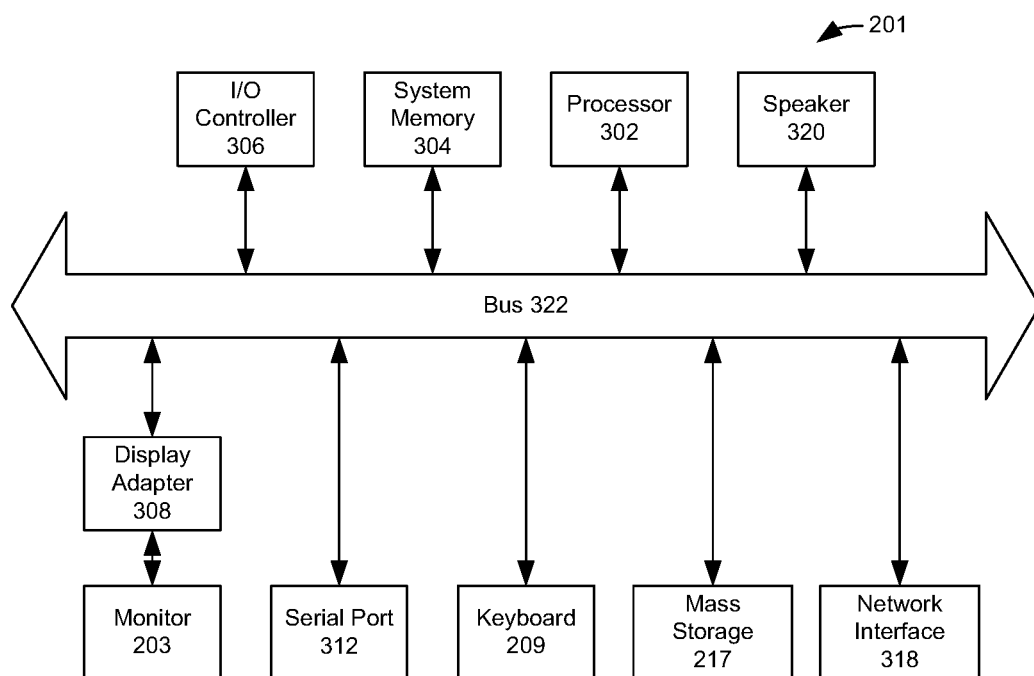 201
I/O
Controller
306
System
Memory
304
Processor
302
Speaker
320
Bus 322
Display
Adapter
308
Monitor
203
Serial Port
312
Keyboard
209
Mass
Storage
217
Network
Interface
318